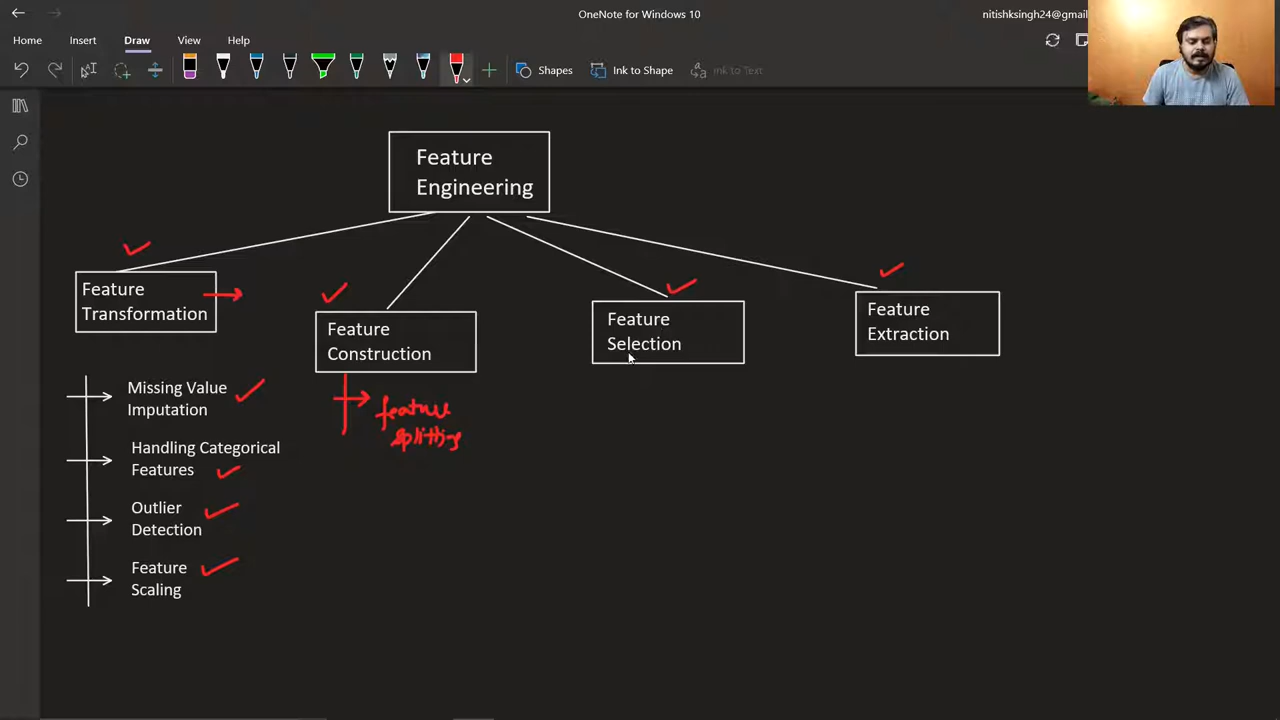 OneNote for Windows 10
nitishksingh24@gmail
Home Insert Draw View Help
Shapes Ink to Shape Ink to Text
Feature
Engineering
Feature
Transformation
Feature
Construction
Feature
Selection
Feature
Extraction
Missing Value
Imputation
Handling Categorical
Features
Outlier
Detection
Feature
Scaling
feature
splitting